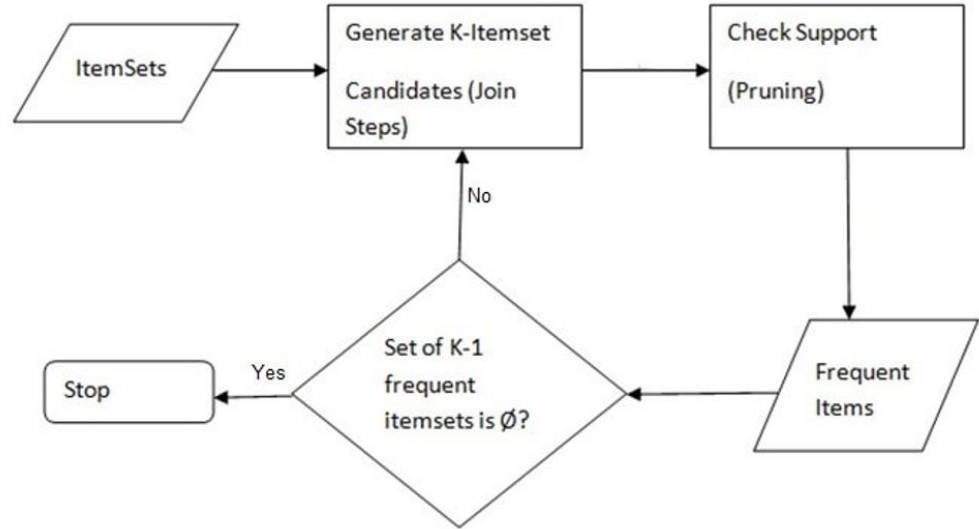 ItemSets
Generate K-Itemset
Candidates (Join
Steps)
Check Support
(Pruning)
No
Set of K-1
frequent
itemsets is Ø?
Yes
Stop
Frequent
Items